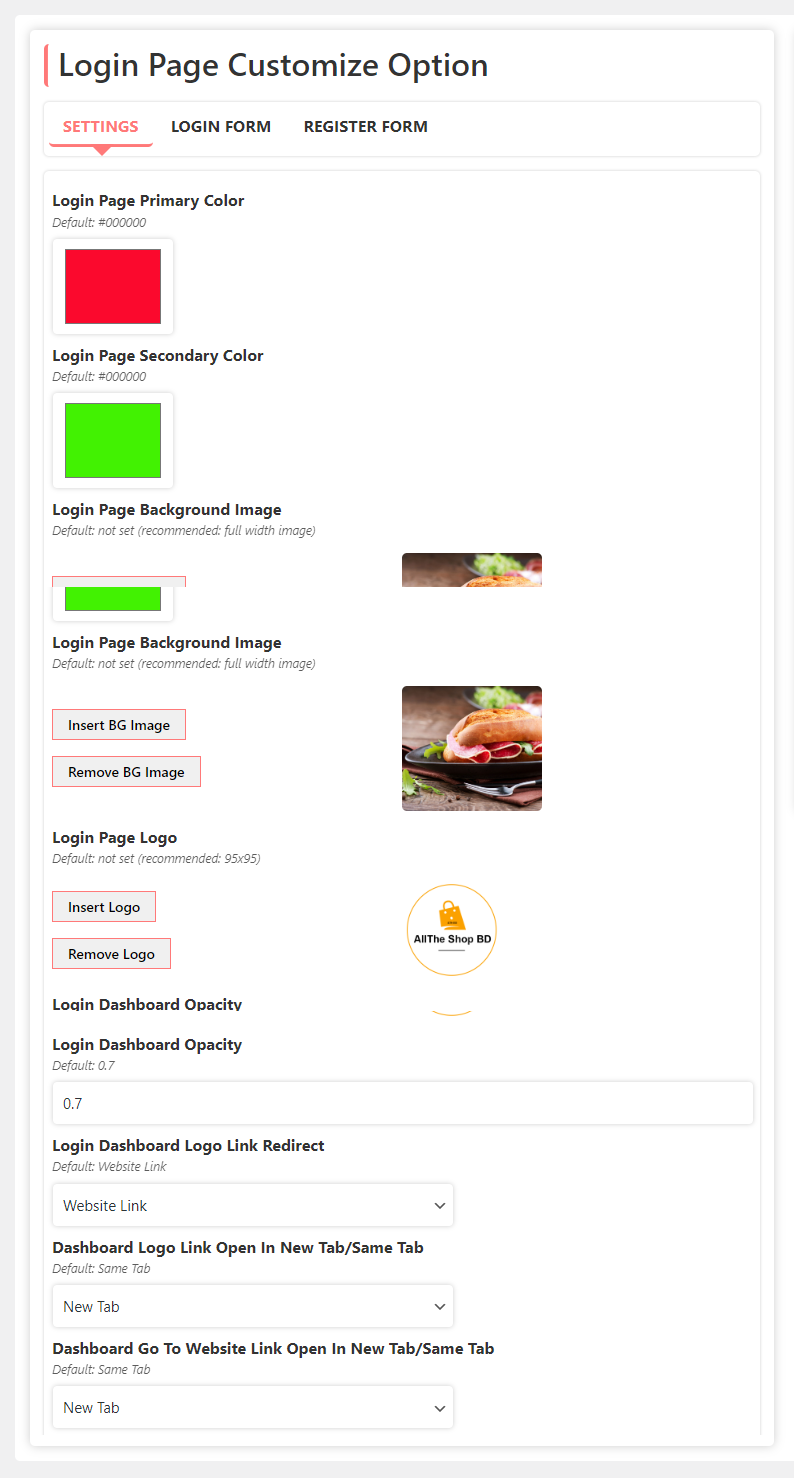 Login Page Customize Option
SETTINGS
LOGIN FORM
REGISTER FORM
Login Page Primary Color
Default: #000000
Login Page Secondary Color
Default: #000000
Login Page Background Image
Default: not set (recommended: full width image)
Login Page Background Image
Default: not set (recommended: full width image)
Insert BG Image
Remove BG Image
Login Page Logo
Default: not set (recommended: 95x95)
Insert Logo
AllThe Shop BD
Remove Logo
Login Dashboard Opacity
Login Dashboard Opacity
Default: 0.7
0.7
Login Dashboard Logo Link Redirect
Default: Website Link
Website Link
Dashboard Logo Link Open In New Tab/Same Tab
Default: Same Tab
New Tab
Dashboard Go To Website Link Open In New Tab/Same Tab
Default: Same Tab
New Tab